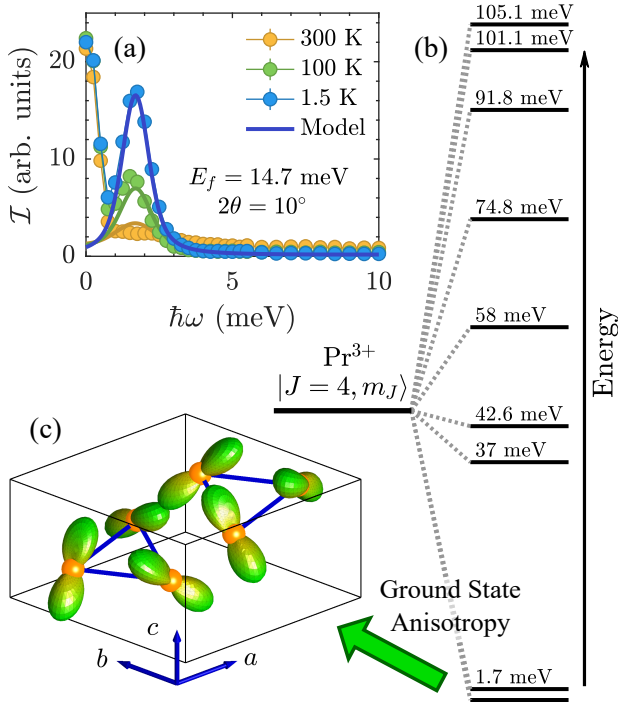 (a)
25
20
10
0
ℐ (arb. units)
300 K
100 K
1.5 K
Model
E_f = 14.7 meV
2θ = 10°
0
5
10
ℏω (meV)
(b)
105.1 meV
101.1 meV
91.8 meV
74.8 meV
58 meV
42.6 meV
37 meV
1.7 meV
Energy
Pr³⁺
|J = 4, m_J⟩
(c)
c
b
a
Ground State
Anisotropy